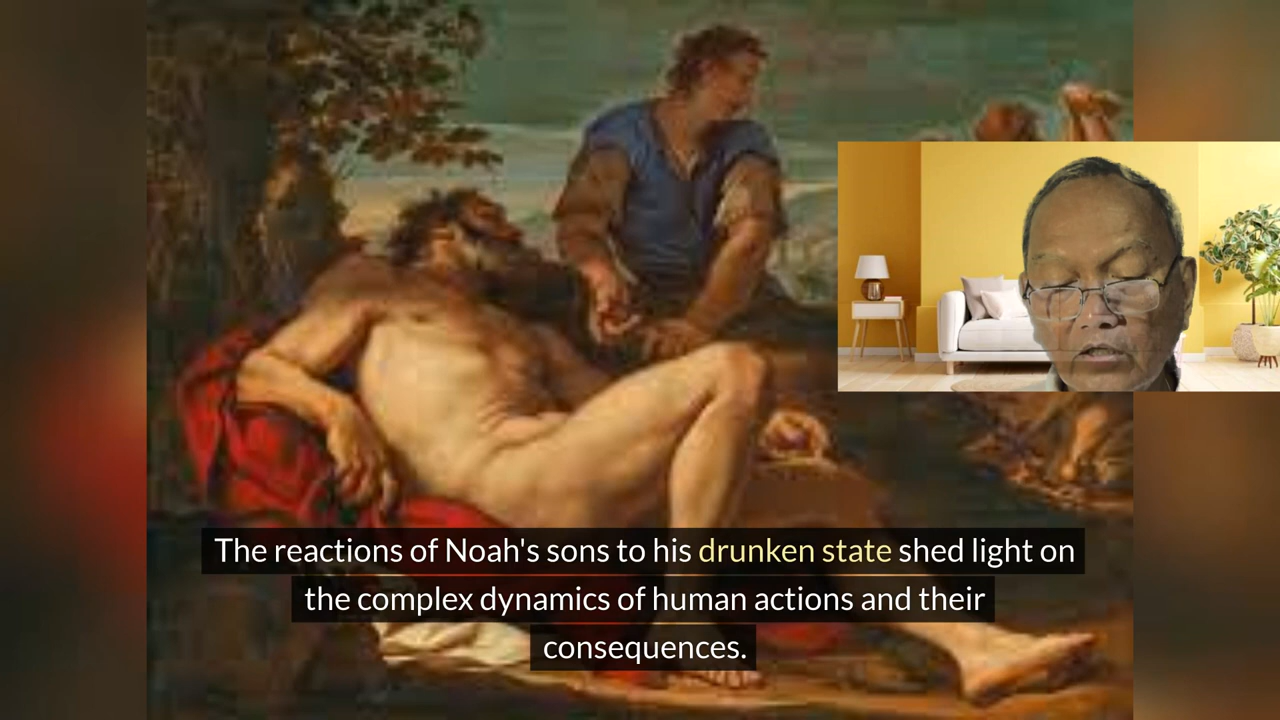 The reactions of Noah's sons to his drunken state shed light on
the complex dynamics of human actions and their
consequences.